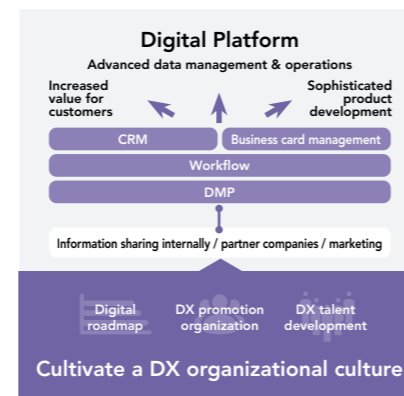 Digital Platform
Advanced data management & operations
Increased
value for
customers
Sophisticated
product
development
CRM
Business card management
Workflow
DMP
Information sharing internally / partner companies / marketing
Digital
roadmap
DX promotion
organization
DX talent
development
Cultivate a DX organizational culture